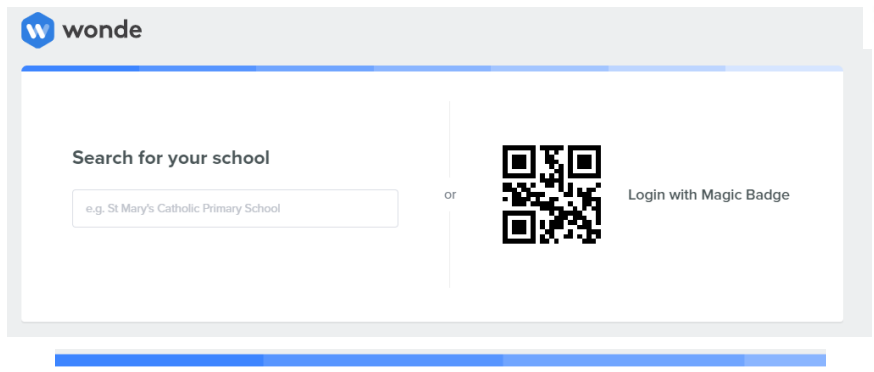 wonde
Search for your school
e.g. St Mary's Catholic Primary School
or
Login with Magic Badge